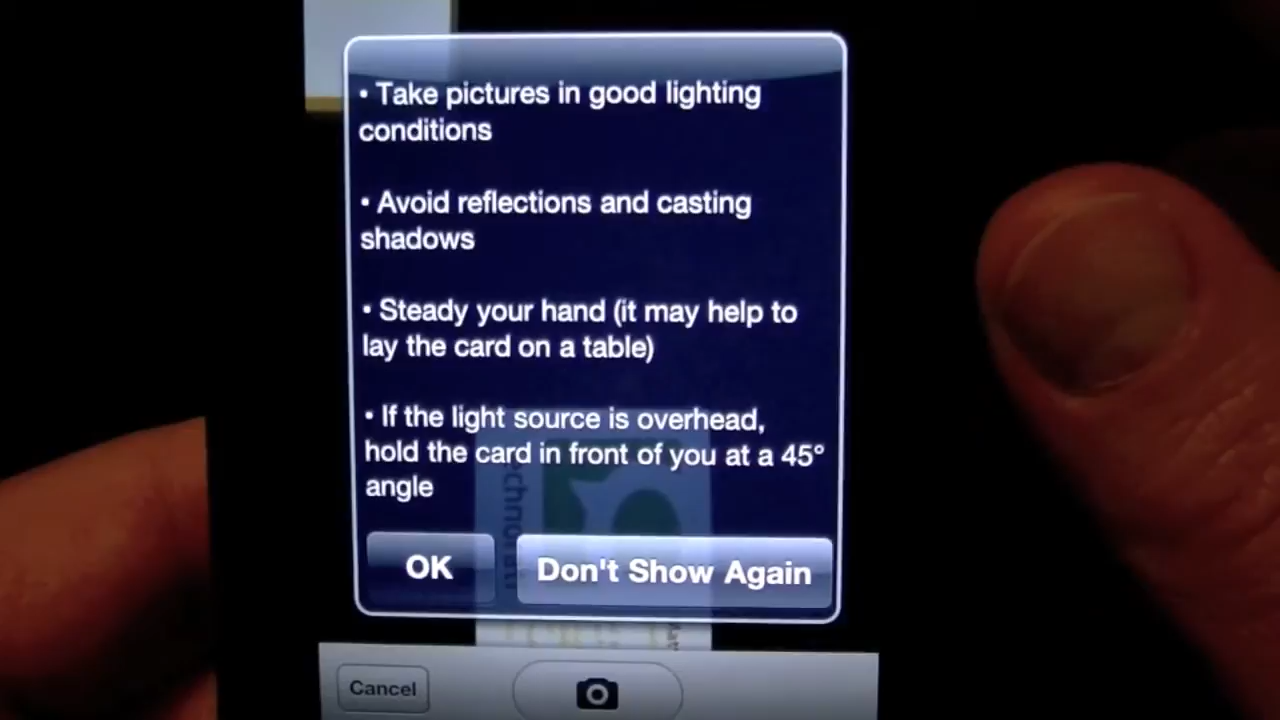 • Take pictures in good lighting
conditions
• Avoid reflections and casting
shadows
• Steady your hand (it may help to
lay the card on a table)
• If the light source is overhead,
hold the card in front of you at a 45°
angle
OK
Don't Show Again
Cancel